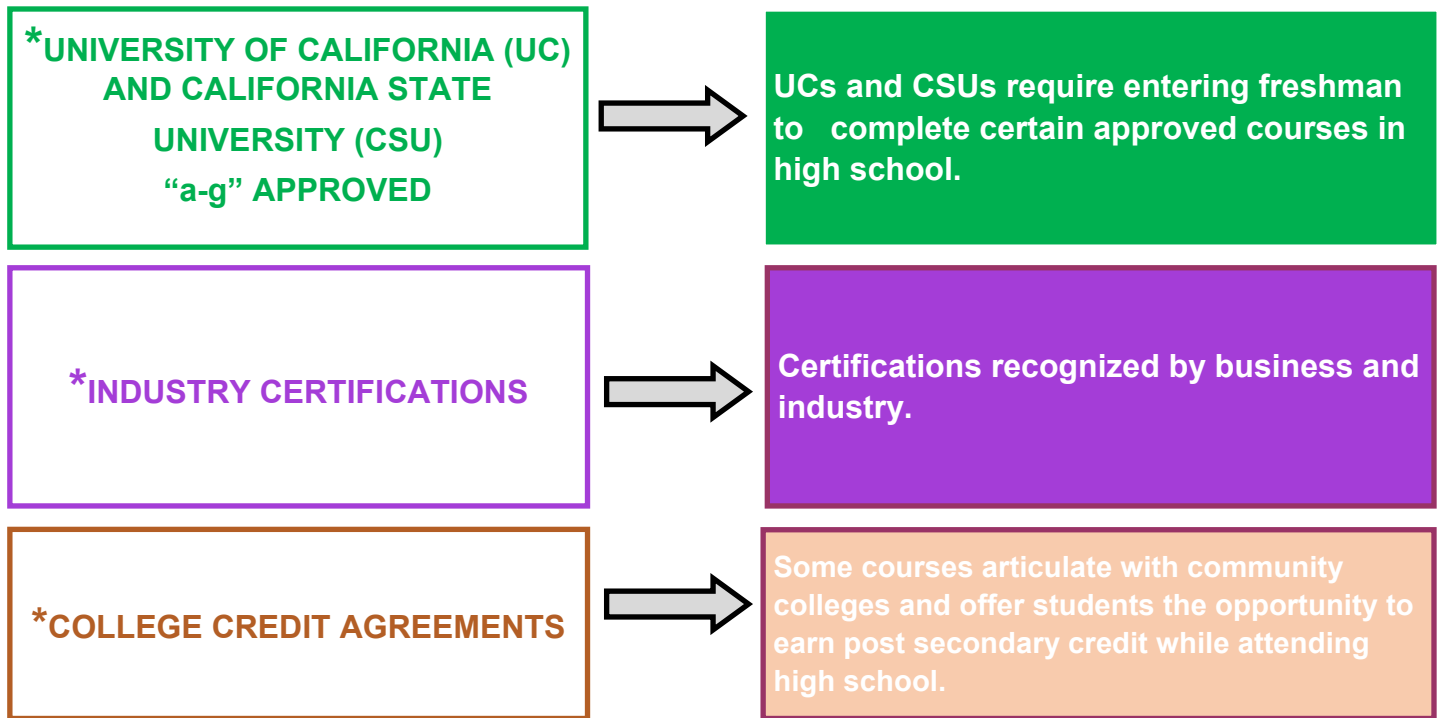 *UNIVERSITY OF CALIFORNIA (UC)
AND CALIFORNIA STATE
UNIVERSITY (CSU)
“a-g” APPROVED
UCs and CSUs require entering freshman
to complete certain approved courses in
high school.
*INDUSTRY CERTIFICATIONS
Certifications recognized by business and
industry.
*COLLEGE CREDIT AGREEMENTS
Some courses articulate with community
colleges and offer students the opportunity to
earn post secondary credit while attending
high school.